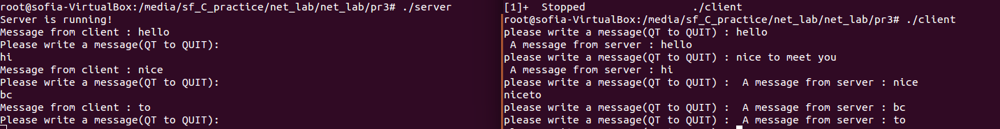 root@sofia-VirtualBox:/media/sf_C_practice/net_lab/net_lab/pr3# ./server
Server is running!
Message from client : hello
Please write a message(QT to QUIT):
hi
Message from client : nice
Please write a message(QT to QUIT):
bc
Message from client : to
Please write a message(QT to QUIT):
[1]+  Stopped                 ./client
root@sofia-VirtualBox:/media/sf_C_practice/net_lab/net_lab/pr3# ./client
please write a message(QT to QUIT) : hello
 A message from server : hello
please write a message(QT to QUIT) : nice to meet you
 A message from server : hi
please write a message(QT to QUIT) :  A message from server : nice
niceto
please write a message(QT to QUIT) :  A message from server : bc
please write a message(QT to QUIT) :  A message from server : to